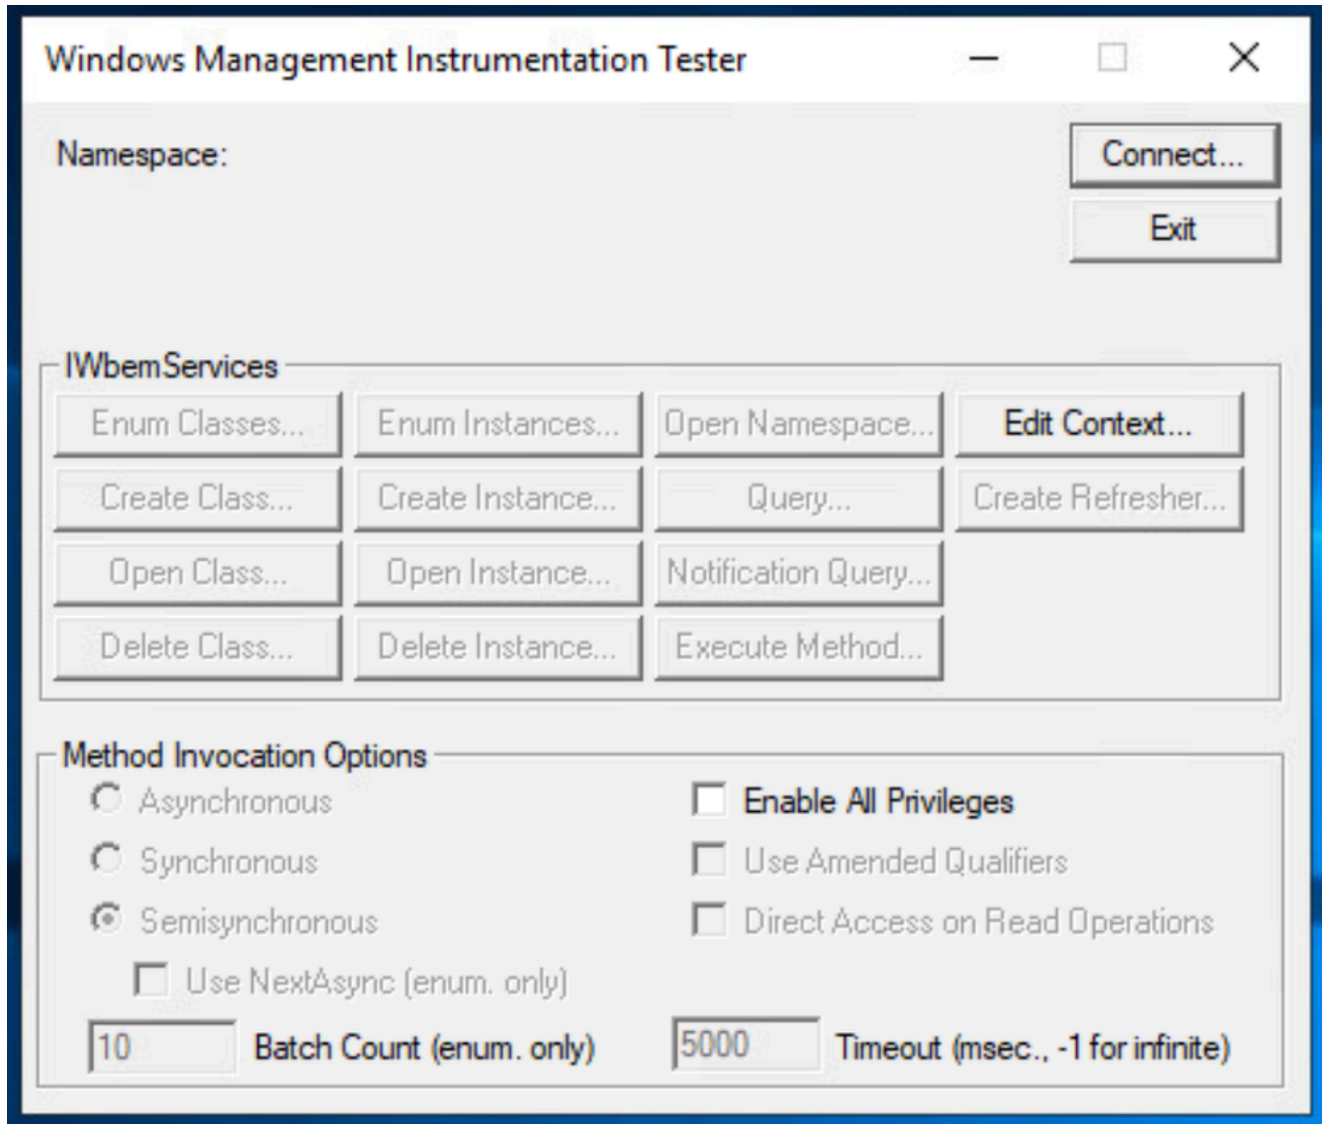 Windows Management Instrumentation Tester
Namespace:
Connect...
Exit
IWbemServices
Enum Classes... Enum Instances... Open Namespace... Edit Context...
Create Class... Create Instance... Query... Create Refresher...
Open Class... Open Instance... Notification Query...
Delete Class... Delete Instance... Execute Method...
Method Invocation Options
Asynchronous Enable All Privileges
Synchronous Use Amended Qualifiers
Semisynchronous Direct Access on Read Operations
Use NextAsync (enum. only)
10 Batch Count (enum. only) 5000 Timeout (msec., -1 for infinite)